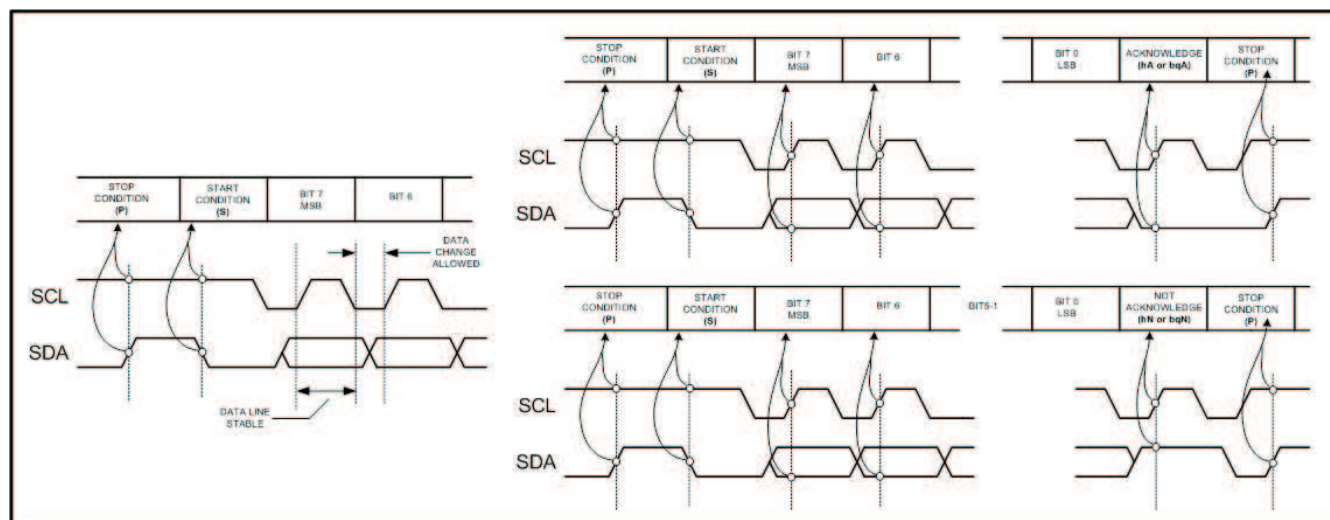 STOP
CONDITION
(P)
START
CONDITION
(S)
BIT 7
MSB
BIT 6
DATA
CHANGE
ALLOWED
SCL
SDA
DATA LINE
STABLE
STOP
CONDITION
(P)
START
CONDITION
(S)
BIT 7
MSB
BIT 6
BIT 0
LSB
ACKNOWLEDGE
(hA or bqA)
STOP
CONDITION
(P)
SCL
SDA
STOP
CONDITION
(P)
START
CONDITION
(S)
BIT 7
MSB
BIT 6
BIT5-1
BIT 0
LSB
NOT
ACKNOWLEDGE
(hN or bqN)
STOP
CONDITION
(P)
SCL
SDA